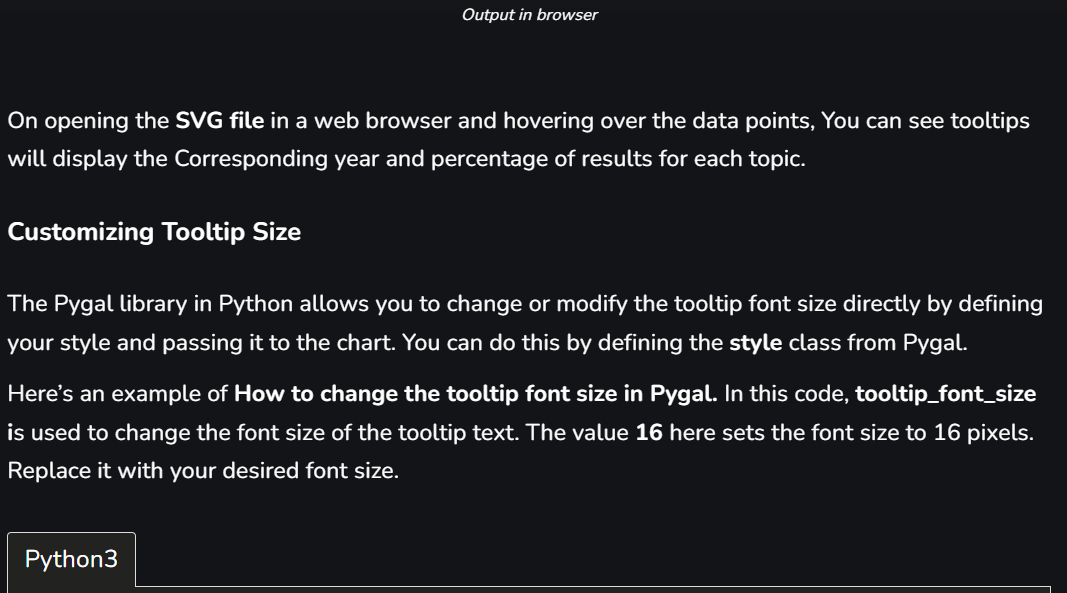 Output in browser
On opening the SVG file in a web browser and hovering over the data points, You can see tooltips
will display the Corresponding year and percentage of results for each topic.
Customizing Tooltip Size
The Pygal library in Python allows you to change or modify the tooltip font size directly by defining
your style and passing it to the chart. You can do this by defining the style class from Pygal.
Here’s an example of How to change the tooltip font size in Pygal. In this code, tooltip_font_size
is used to change the font size of the tooltip text. The value 16 here sets the font size to 16 pixels.
Replace it with your desired font size.
Python3